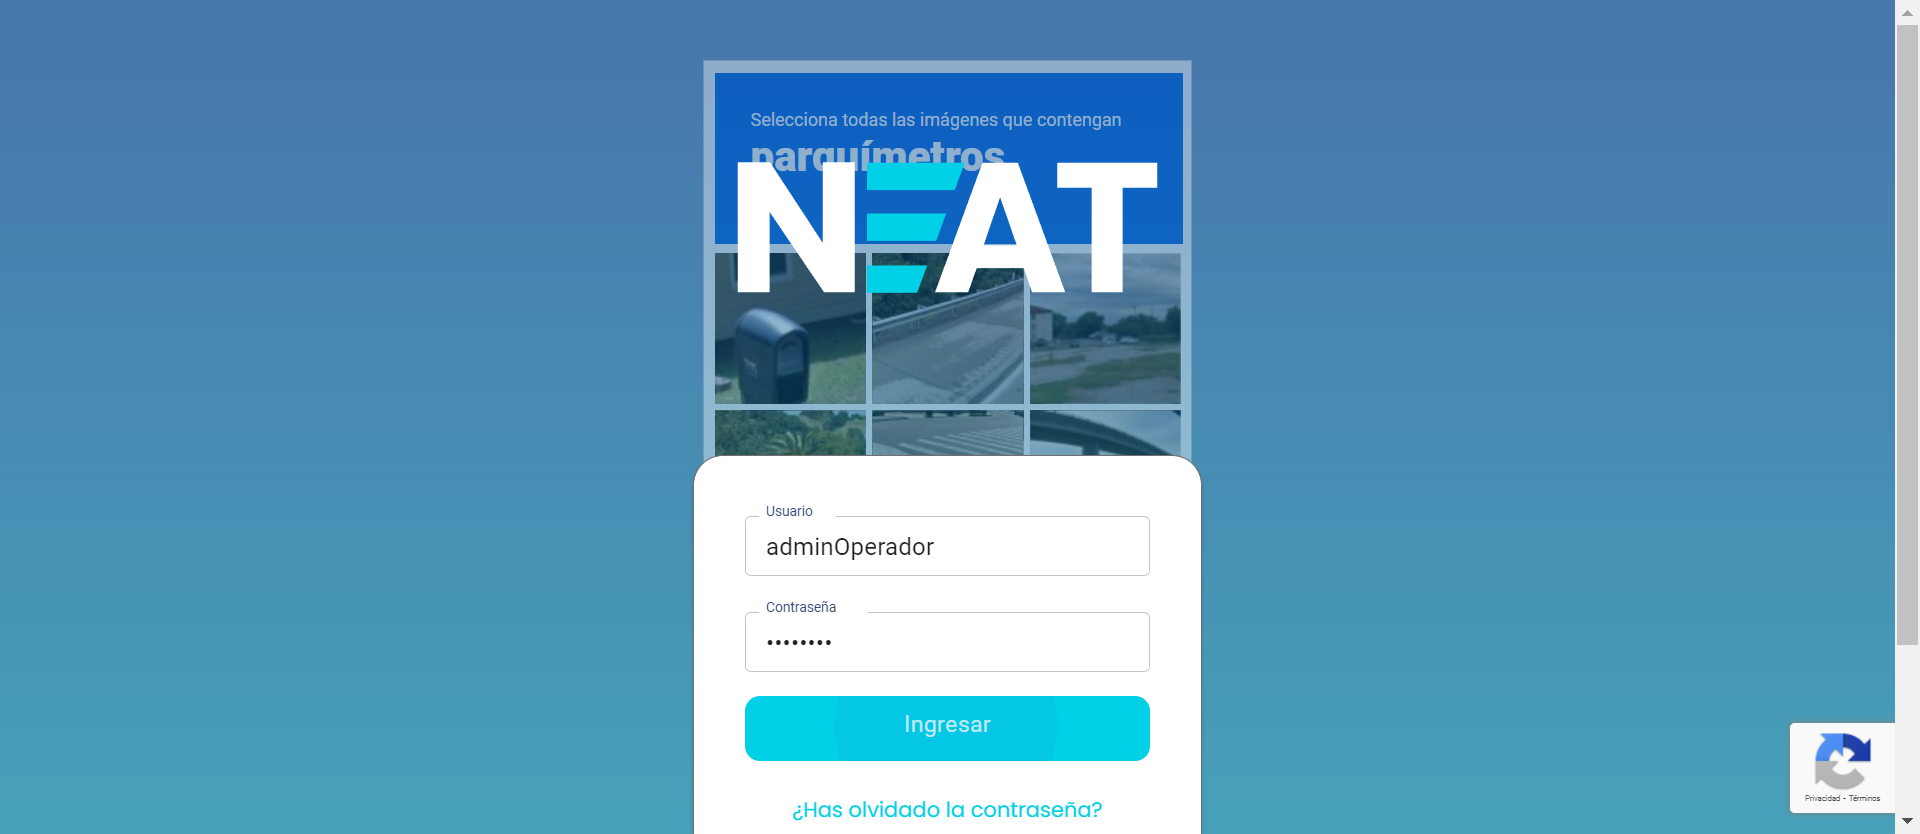 Selecciona todas las imágenes que contengan
parquímetros
NEAT
Usuario
adminOperador
Contraseña
••••••••
Ingresar
¿Has olvidado la contraseña?
Privacidad - Términos